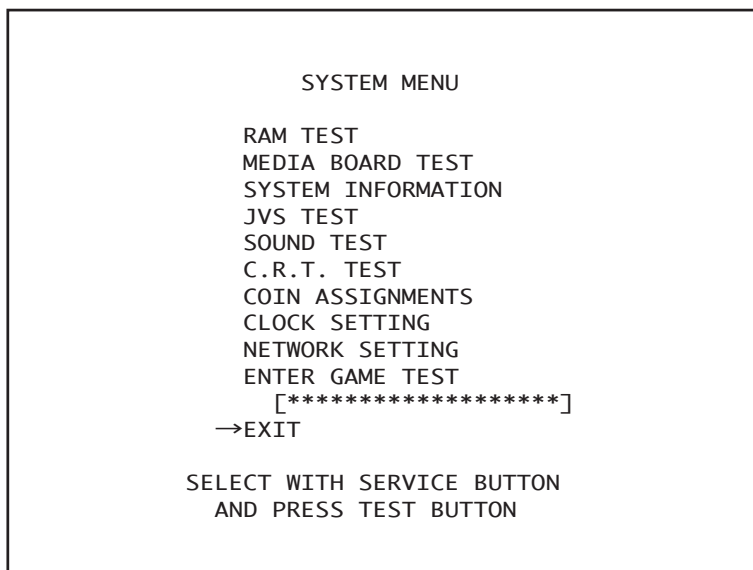 SYSTEM MENU
RAM TEST
MEDIA BOARD TEST
SYSTEM INFORMATION
JVS TEST
SOUND TEST
C.R.T. TEST
COIN ASSIGNMENTS
CLOCK SETTING
NETWORK SETTING
ENTER GAME TEST
[*******************]
→EXIT
SELECT WITH SERVICE BUTTON
AND PRESS TEST BUTTON